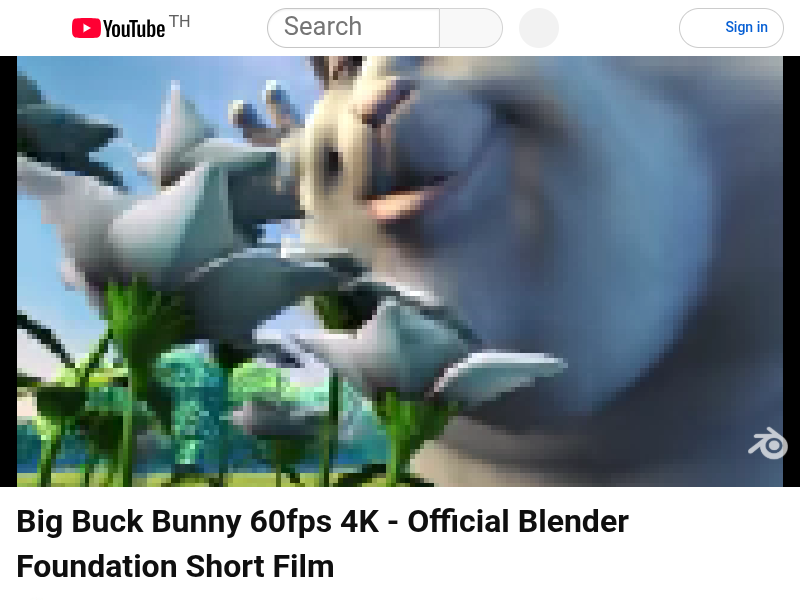 YouTube TH
Search
Sign in
Big Buck Bunny 60fps 4K - Official Blender
Foundation Short Film